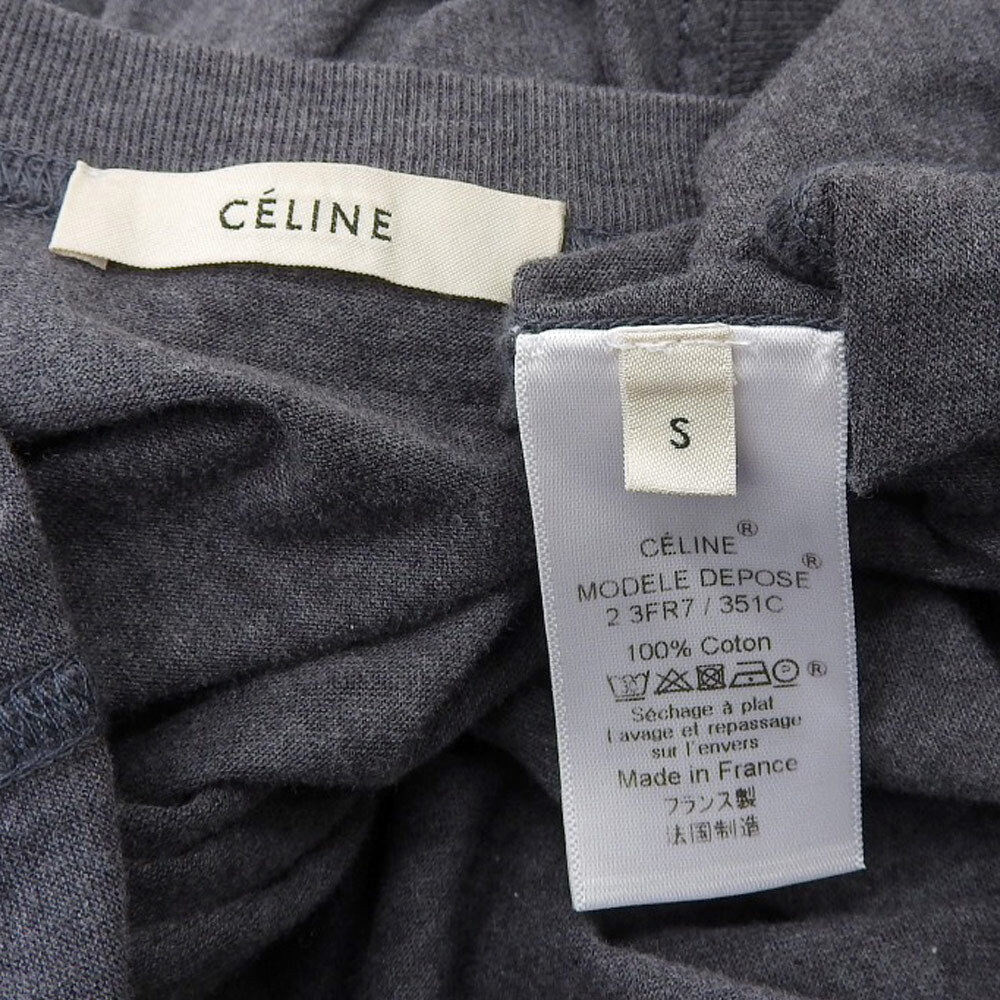 CÉLINE
S
CÉLINE®
MODELE DEPOSE®
2 3FR7 / 351C
100% Coton
®
Séchage à plat
Lavage et repassage
sur l'envers
Made in France
フランス製
法国制造